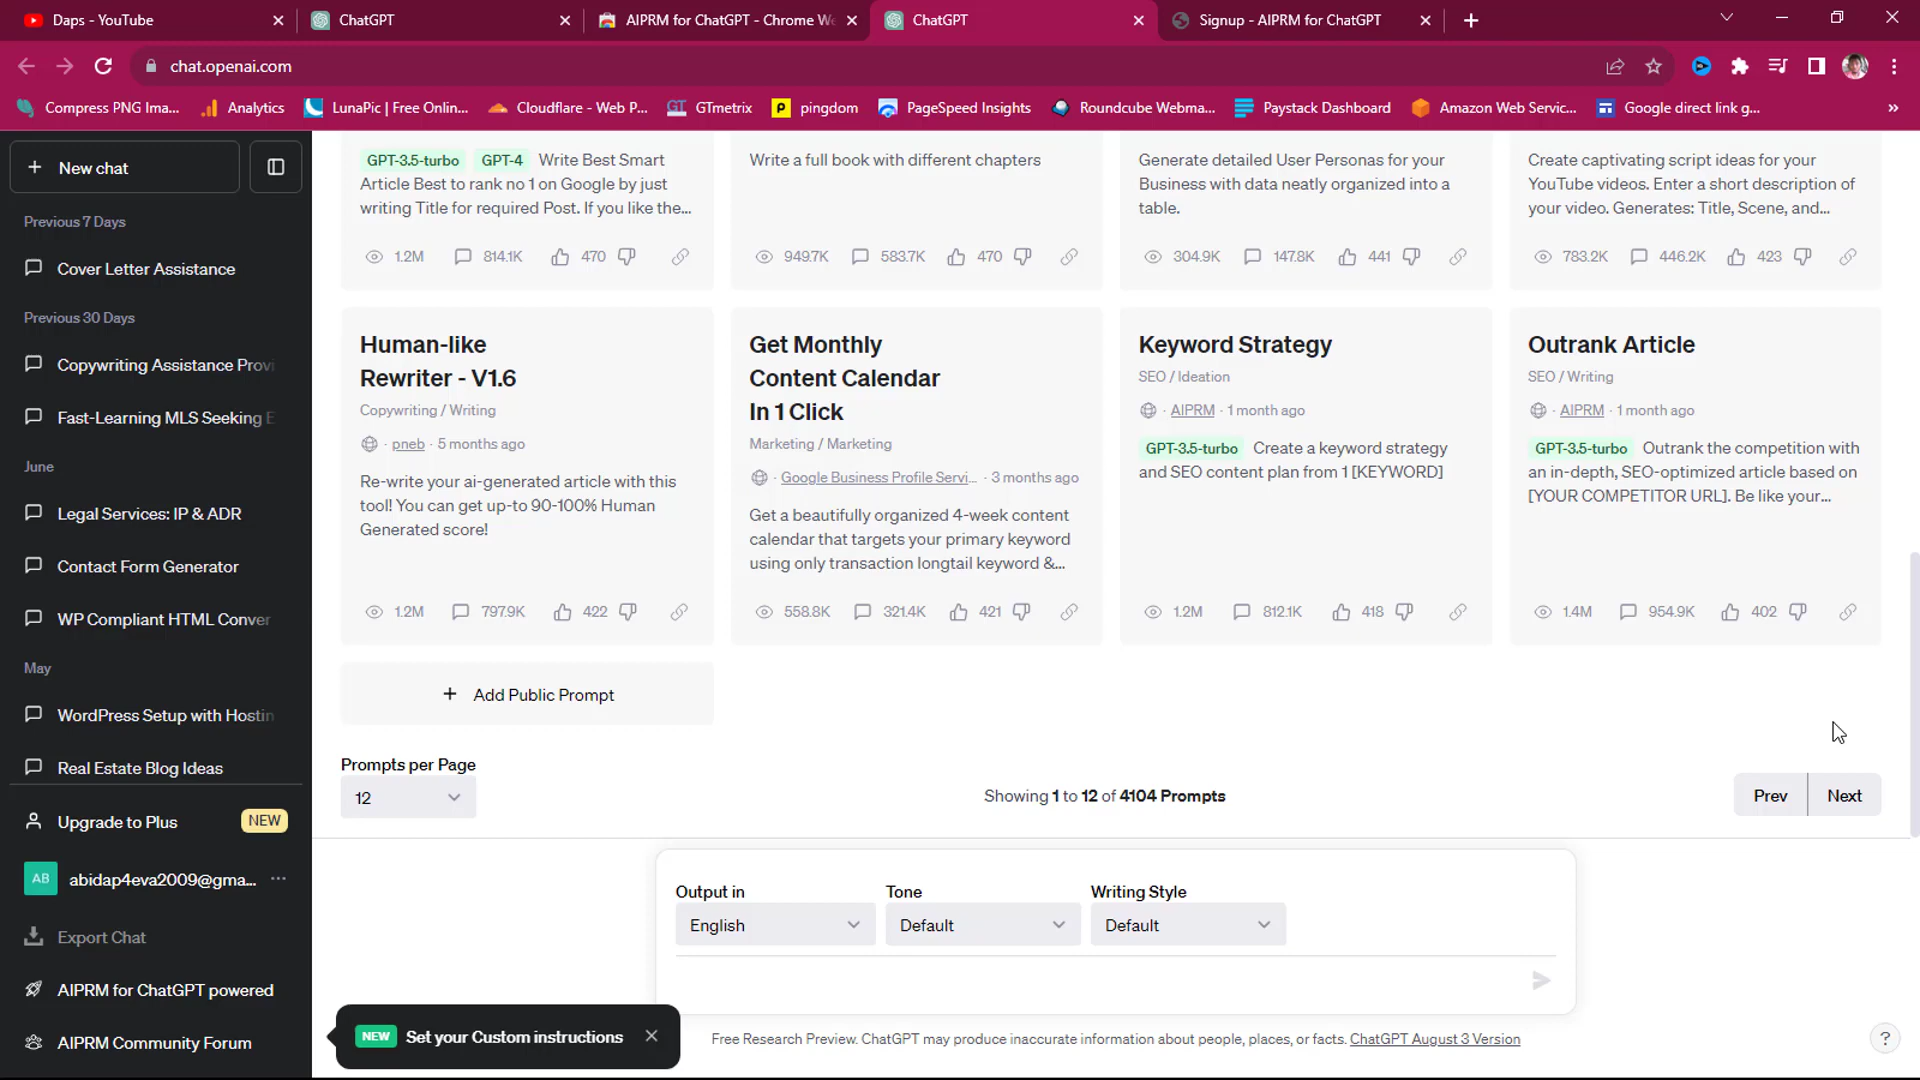 Daps - YouTube
ChatGPT
AIPRM for ChatGPT - Chrome We
ChatGPT
Signup - AIPRM for ChatGPT
chat.openai.com
Compress PNG Ima...
Analytics
LunaPic | Free Onlin...
Cloudflare - Web P...
GT
GTmetrix
p
pingdom
PageSpeed Insights
Roundcube Webma...
Paystack Dashboard
Amazon Web Servic...
Google direct link g...
New chat
Previous 7 Days
Cover Letter Assistance
Previous 30 Days
Copywriting Assistance Provi
Fast-Learning MLS Seeking E
June
Legal Services: IP & ADR
Contact Form Generator
WP Compliant HTML Conver
May
WordPress Setup with Hostin
Real Estate Blog Ideas
Upgrade to Plus
NEW
AB
abidap4eva2009@gma...
Export Chat
AIPRM for ChatGPT powered
AIPRM Community Forum
GPT-3.5-turbo GPT-4 Write Best Smart
Article Best to rank no 1 on Google by just
writing Title for required Post. If you like the...
1.2M 814.1K 470
Write a full book with different chapters
949.7K 583.7K 470
Generate detailed User Personas for your
Business with data neatly organized into a
table.
304.9K 147.8K 441
Create captivating script ideas for your
YouTube videos. Enter a short description of
your video. Generates: Title, Scene, and...
783.2K 446.2K 423
Human-like
Rewriter - V1.6
Copywriting / Writing
· pneb · 5 months ago
Re-write your ai-generated article with this
tool! You can get up-to 90-100% Human
Generated score!
1.2M 797.9K 422
Get Monthly
Content Calendar
In 1 Click
Marketing / Marketing
· Google Business Profile Servi... · 3 months ago
Get a beautifully organized 4-week content
calendar that targets your primary keyword
using only transaction longtail keyword &...
558.8K 321.4K 421
Keyword Strategy
SEO / Ideation
· AIPRM · 1 month ago
GPT-3.5-turbo Create a keyword strategy
and SEO content plan from 1 [KEYWORD]
1.2M 812.1K 418
Outrank Article
SEO / Writing
· AIPRM · 1 month ago
GPT-3.5-turbo Outrank the competition with
an in-depth, SEO-optimized article based on
[YOUR COMPETITOR URL]. Be like your...
1.4M 954.9K 402
+ Add Public Prompt
Prompts per Page
12
Showing 1 to 12 of 4104 Prompts
Prev
Next
Output in
English
Tone
Default
Writing Style
Default
NEW Set your Custom instructions
Free Research Preview. ChatGPT may produce inaccurate information about people, places, or facts. ChatGPT August 3 Version
?